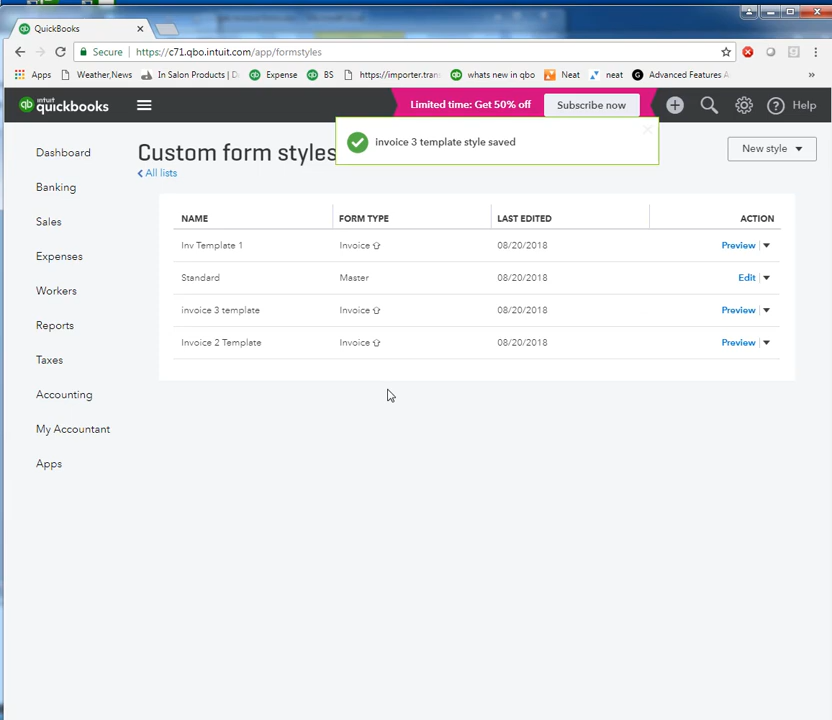 QuickBooks
Secure https://c71.qbo.intuit.com/app/formstyles
Apps Weather,News In Salon Products | D Expense BS https://importer.tran whats new in qbo Neat neat Advanced Features A
intuit quickbooks Limited time: Get 50% off Subscribe now Help
Custom form styles
invoice 3 template style saved
New style
All lists
Dashboard
Banking
Sales
Expenses
Workers
Reports
Taxes
Accounting
My Accountant
Apps
NAME FORM TYPE LAST EDITED ACTION
Inv Template 1 Invoice 08/20/2018 Preview
Standard Master 08/20/2018 Edit
invoice 3 template Invoice 08/20/2018 Preview
Invoice 2 Template Invoice 08/20/2018 Preview